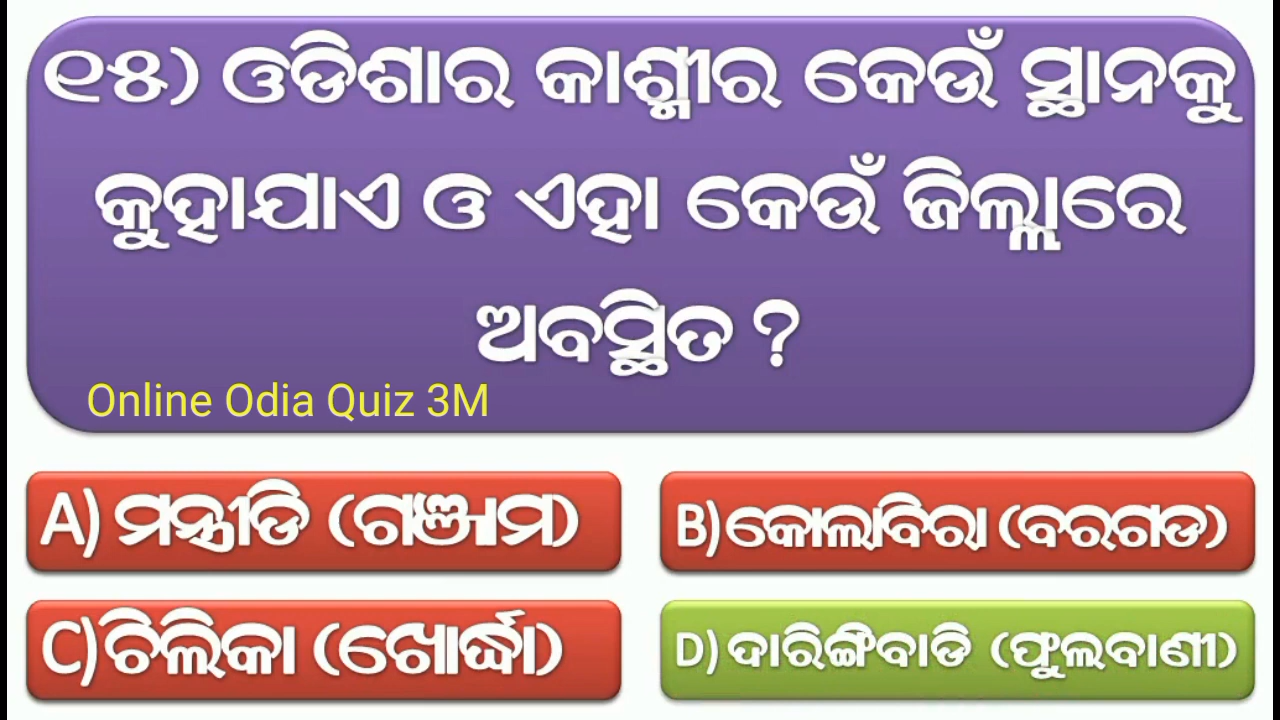 ୧୫) ଓଡିଶାର କାଶ୍ମୀର କେଉଁ ସ୍ଥାନକୁ
କୁହାଯାଏ ଓ ଏହା କେଉଁ ଜିଲ୍ଲାରେ
ଅବସ୍ଥିତ ?
Online Odia Quiz 3M
A) ମନ୍ତ୍ରୀଡି (ଗଞ୍ଜାମ)
B) କୋଲାବିରା (ବରଗଡ)
C) ଚିଲିକା (ଖୋର୍ଦ୍ଧା)
D) ଦାରିଙ୍ଗିବାଡି (ଫୁଲବାଣୀ)